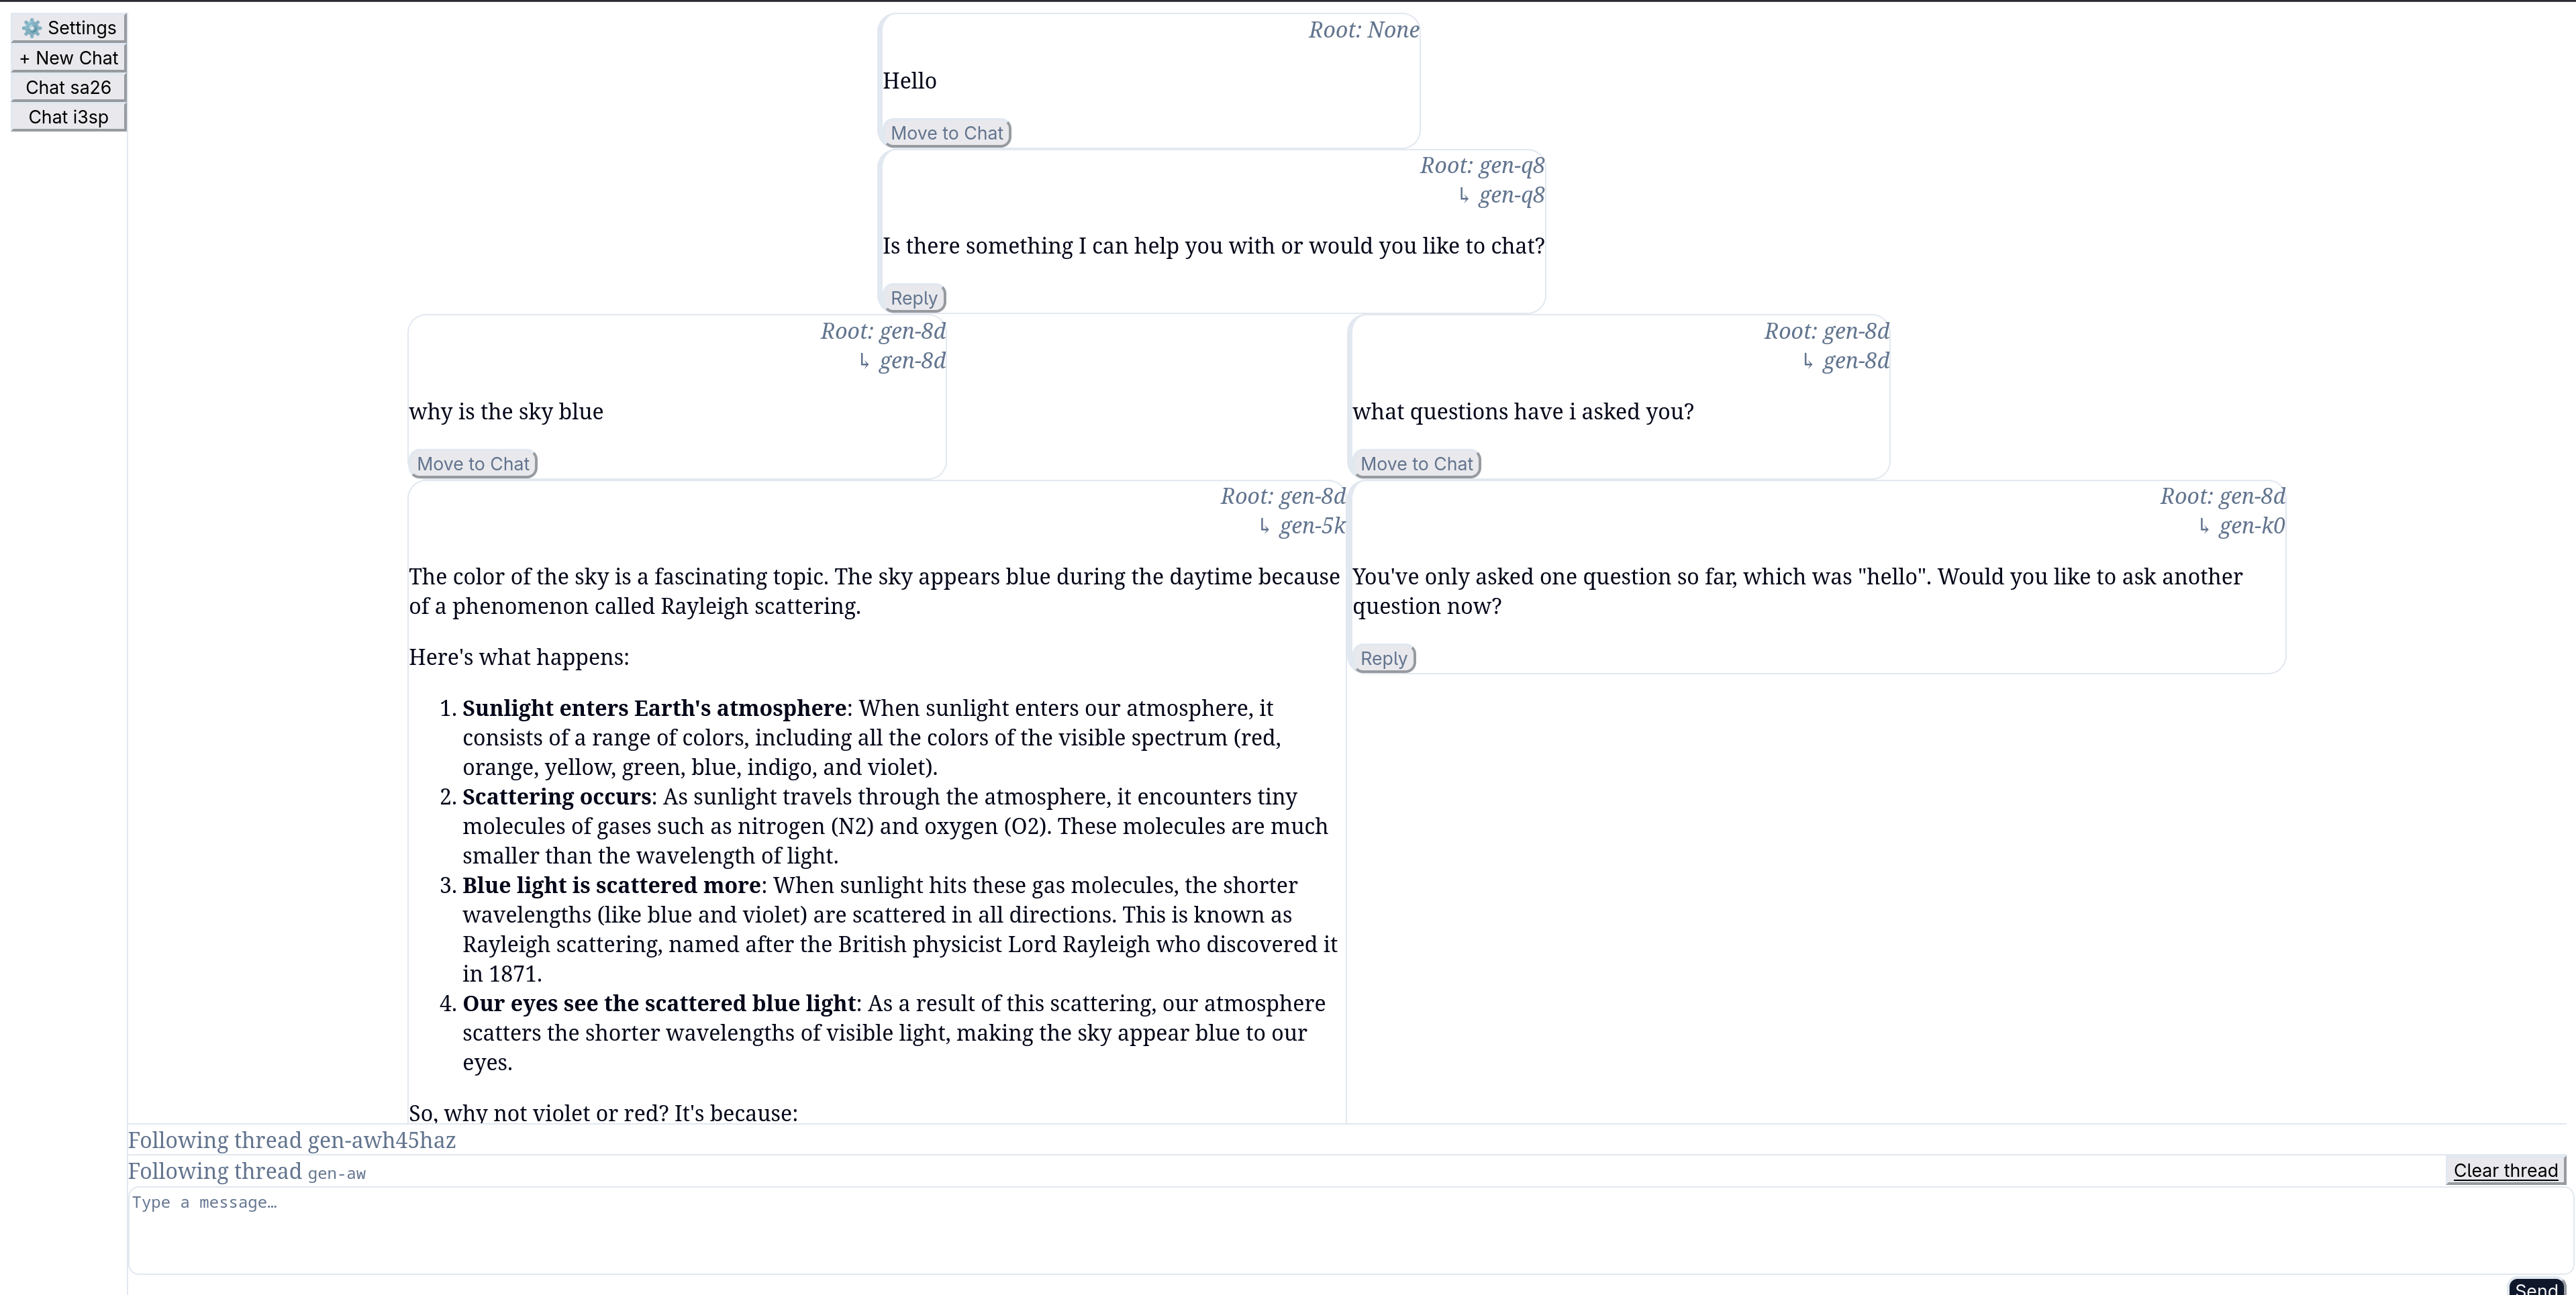 ⚙️ Settings
+ New Chat
Chat sa26
Chat i3sp
Root: None
Hello
Move to Chat
Root: gen-q8
↳ gen-q8
Is there something I can help you with or would you like to chat?
Reply
Root: gen-8d
↳ gen-8d
why is the sky blue
Move to Chat
Root: gen-8d
↳ gen-8d
what questions have i asked you?
Move to Chat
Root: gen-8d
↳ gen-5k
The color of the sky is a fascinating topic. The sky appears blue during the daytime because
of a phenomenon called Rayleigh scattering.
Here's what happens:
1. Sunlight enters Earth's atmosphere: When sunlight enters our atmosphere, it
consists of a range of colors, including all the colors of the visible spectrum (red,
orange, yellow, green, blue, indigo, and violet).
2. Scattering occurs: As sunlight travels through the atmosphere, it encounters tiny
molecules of gases such as nitrogen (N2) and oxygen (O2). These molecules are much
smaller than the wavelength of light.
3. Blue light is scattered more: When sunlight hits these gas molecules, the shorter
wavelengths (like blue and violet) are scattered in all directions. This is known as
Rayleigh scattering, named after the British physicist Lord Rayleigh who discovered it
in 1871.
4. Our eyes see the scattered blue light: As a result of this scattering, our atmosphere
scatters the shorter wavelengths of visible light, making the sky appear blue to our
eyes.
So, why not violet or red? It's because:
Root: gen-8d
↳ gen-k0
You've only asked one question so far, which was "hello". Would you like to ask another
question now?
Reply
Following thread gen-awh45haz
Following thread gen-aw
Clear thread
Type a message…
Send